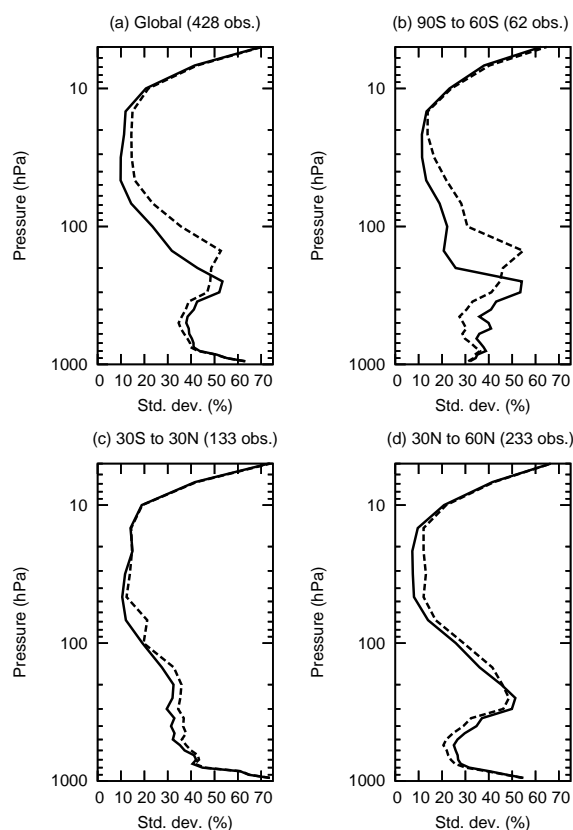 (a) Global (428 obs.)
10
100
1000
Pressure (hPa)
0 10 20 30 40 50 60 70
Std. dev. (%)
(b) 90S to 60S (62 obs.)
10
100
1000
Pressure (hPa)
0 10 20 30 40 50 60 70
Std. dev. (%)
(c) 30S to 30N (133 obs.)
10
100
1000
Pressure (hPa)
0 10 20 30 40 50 60 70
Std. dev. (%)
(d) 30N to 60N (233 obs.)
10
100
1000
Pressure (hPa)
0 10 20 30 40 50 60 70
Std. dev. (%)